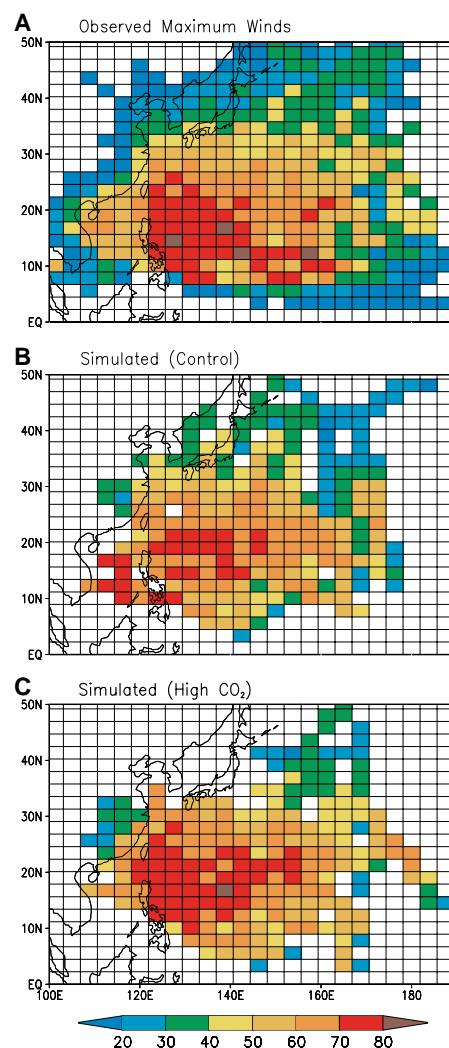 A Observed Maximum Winds
50N
40N
30N
20N
10N
EQ
B Simulated (Control)
50N
40N
30N
20N
10N
EQ
C Simulated (High CO₂)
50N
40N
30N
20N
10N
EQ
100E 120E 140E 160E 180
20 30 40 50 60 70 80